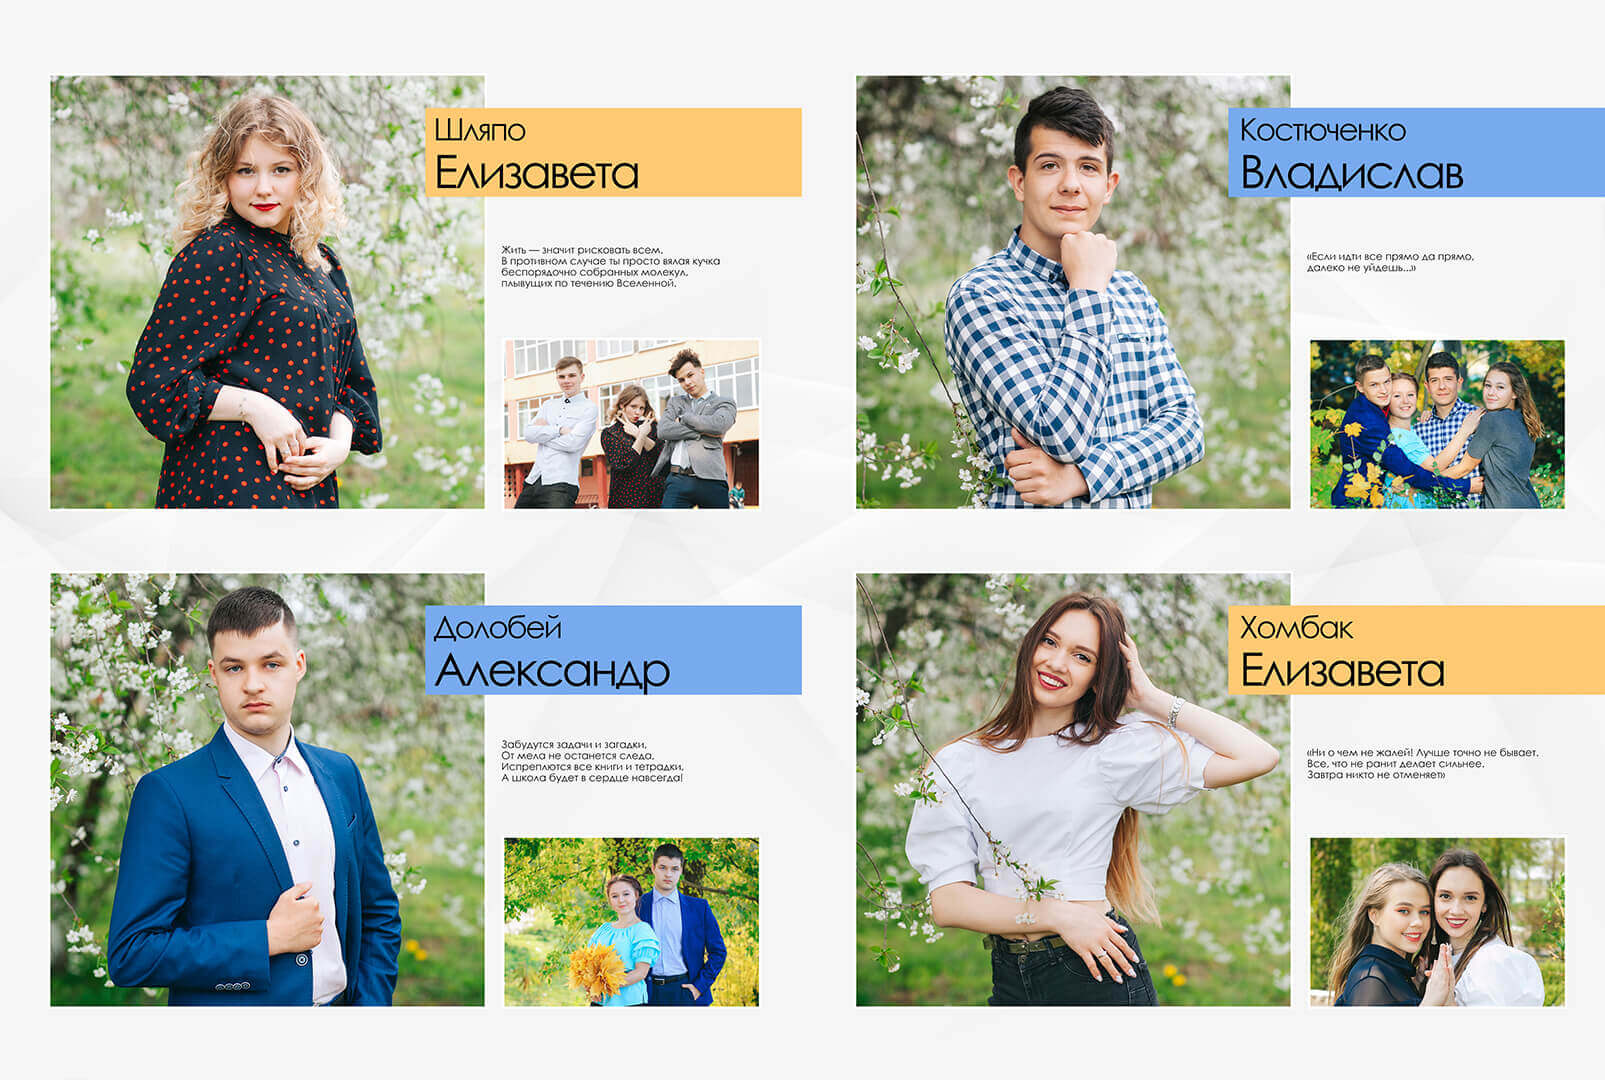 Шляпо
Елизавета
Жить — значит рисковать всем.
В противном случае ты просто вялая кучка
беспорядочно собранных молекул,
плывущих по течению Вселенной.
Костюченко
Владислав
«Если идти все прямо да прямо,
далеко не уйдешь...»
Долобей
Александр
Забудутся задачи и загадки,
От мела не останется следа,
Истреплются все книги и тетрадки,
А школа будет в сердце навсегда!
Хомбак
Елизавета
«Ни о чем не жалей! Лучше точно не бывает.
Все, что не ранит делает сильнее.
Завтра никто не отменяет»